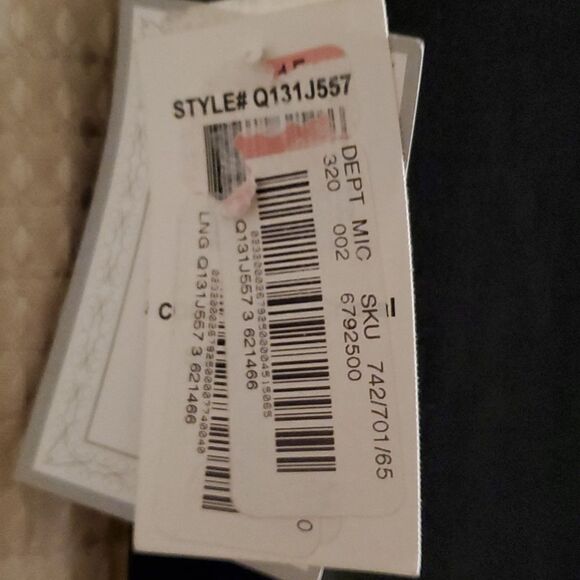 STYLE# Q131J557
DEPT MIC SKU 742/701/65
320 002 6792500
Q131J557 3 621466
LNG Q131J557 3 621466
C
O